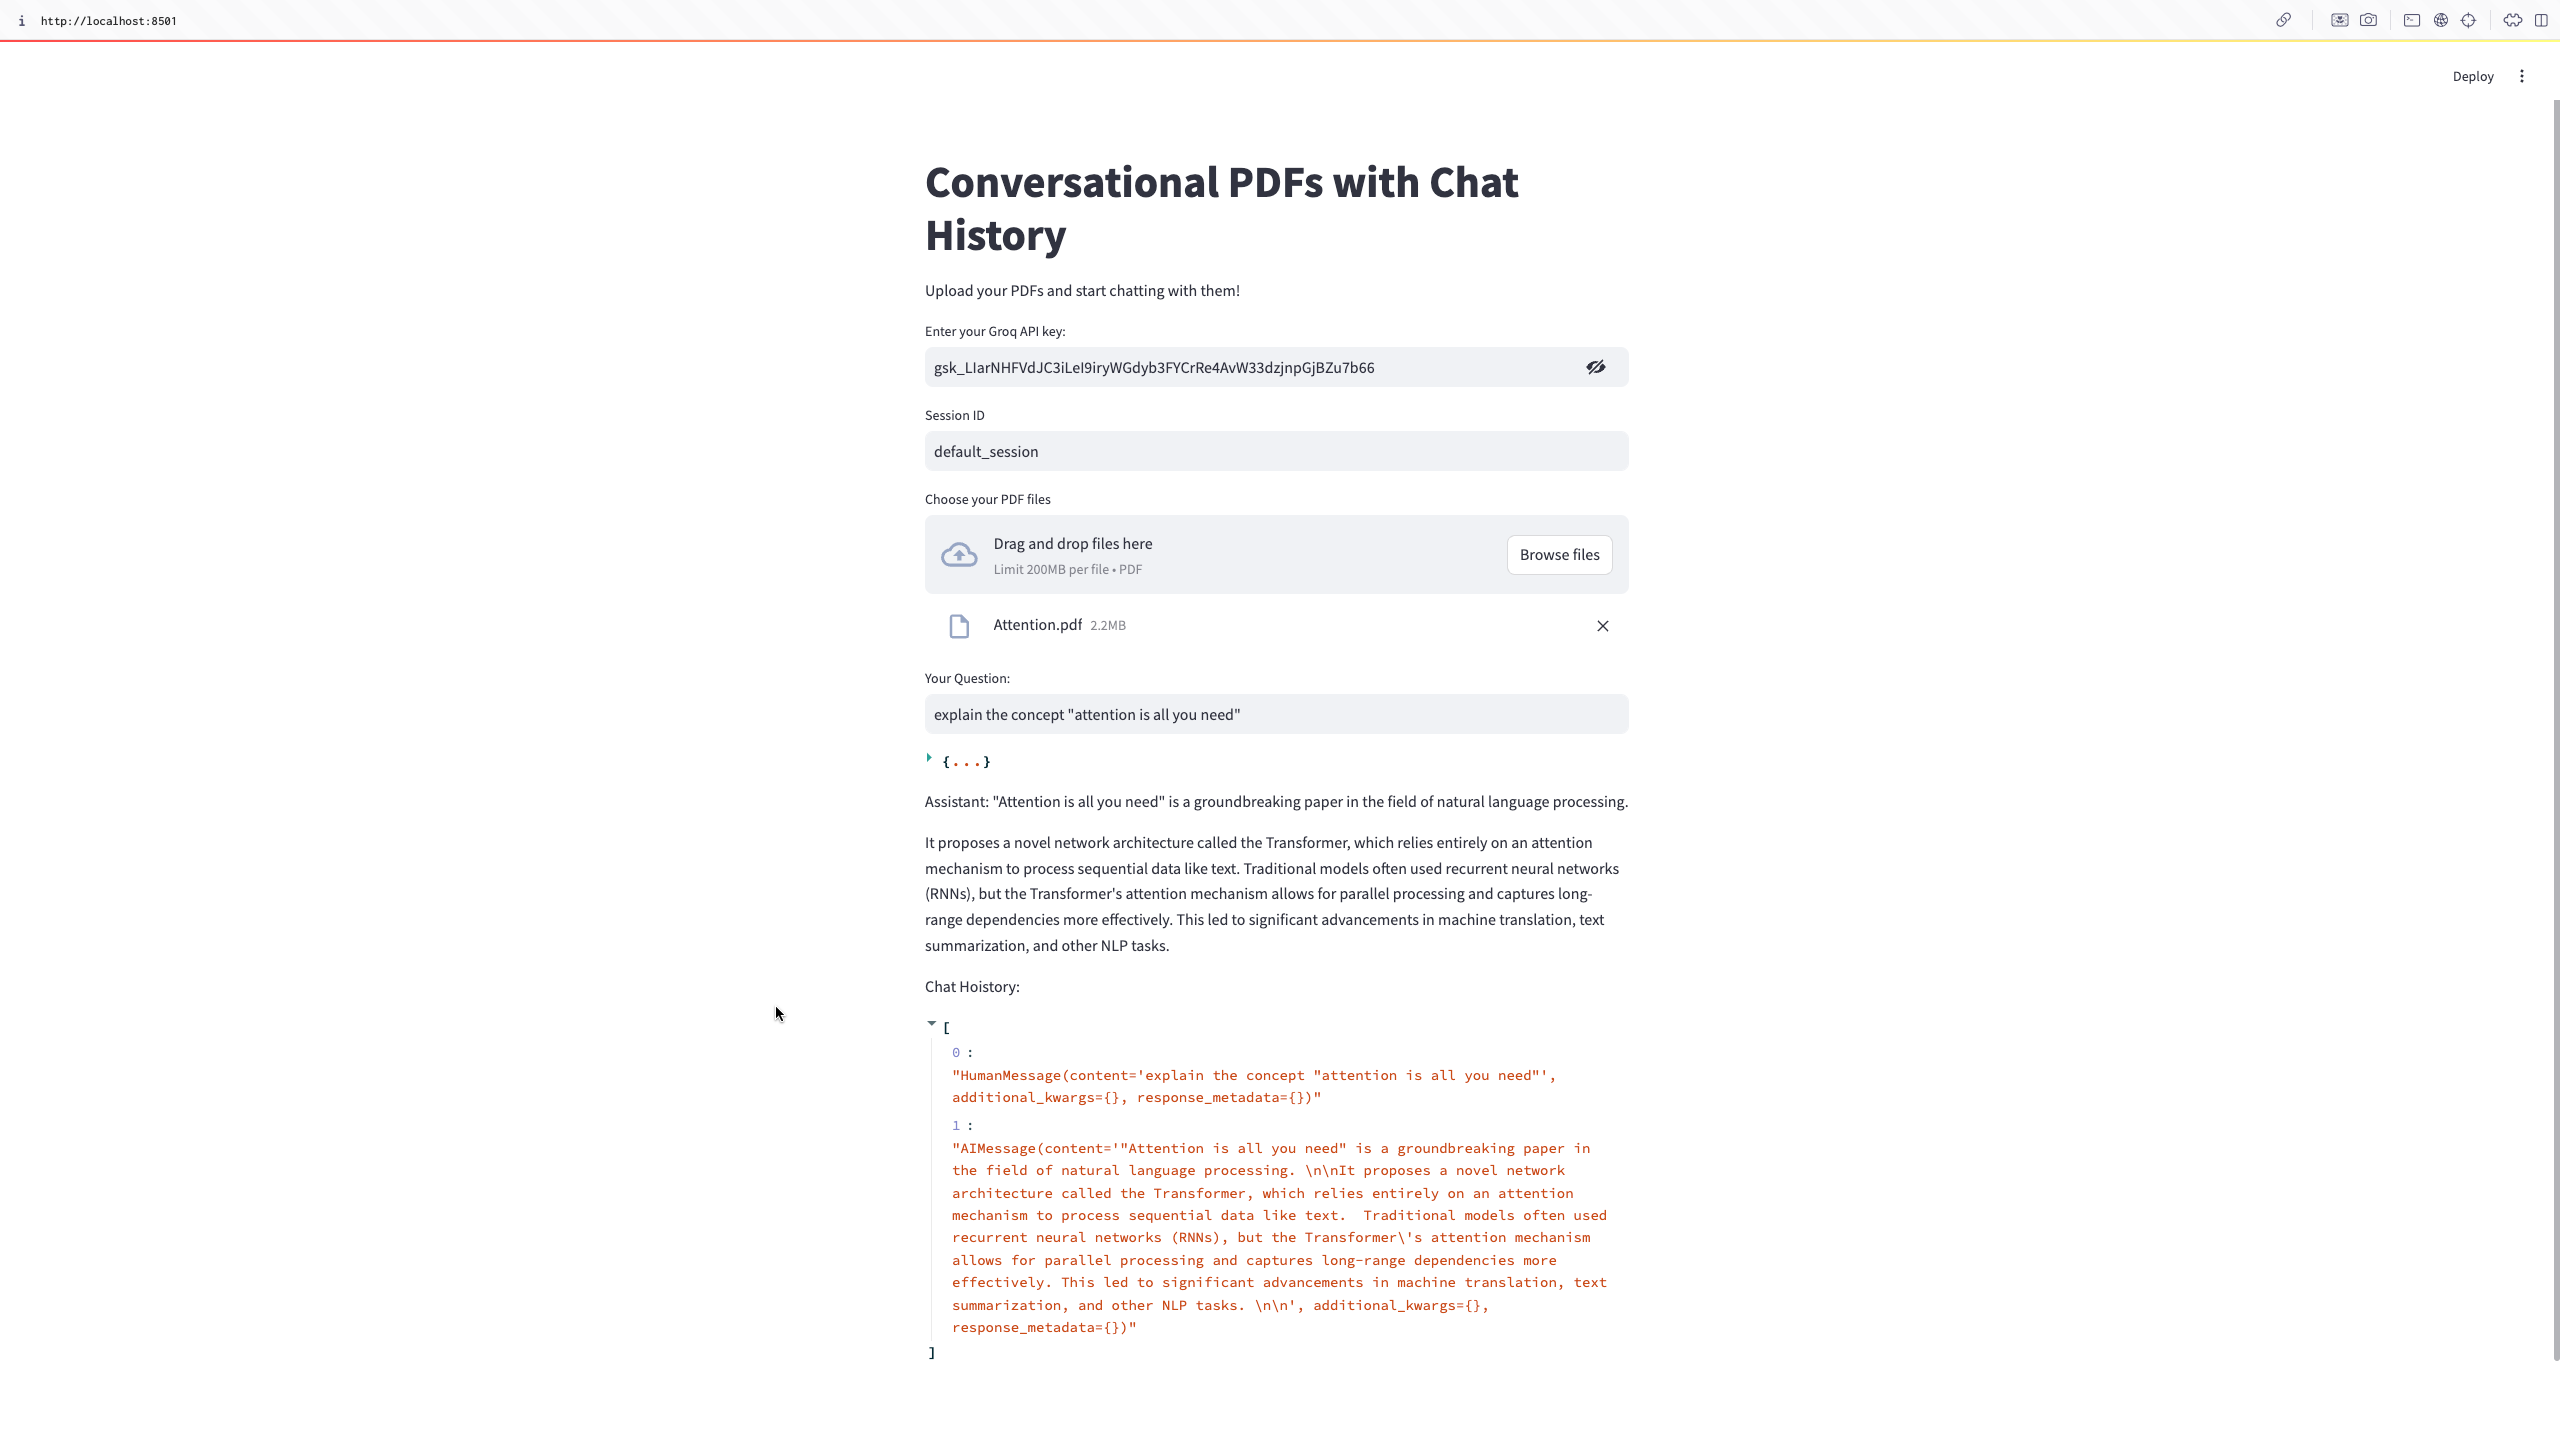 http://localhost:8501
Deploy
Conversational PDFs with Chat
History
Upload your PDFs and start chatting with them!
Enter your Groq API key:
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
Session ID
default_session
Choose your PDF files
Drag and drop files here
Limit 200MB per file • PDF
Browse files
Attention.pdf 2.2MB
Your Question:
explain the concept "attention is all you need"
{...}
Assistant: "Attention is all you need" is a groundbreaking paper in the field of natural language processing.
It proposes a novel network architecture called the Transformer, which relies entirely on an attention
mechanism to process sequential data like text. Traditional models often used recurrent neural networks
(RNNs), but the Transformer's attention mechanism allows for parallel processing and captures long-
range dependencies more effectively. This led to significant advancements in machine translation, text
summarization, and other NLP tasks.
Chat Hoistory:
[
0 :
"HumanMessage(content='explain the concept "attention is all you need"',
additional_kwargs={}, response_metadata={})"
1 :
"AIMessage(content='"Attention is all you need" is a groundbreaking paper in
the field of natural language processing. \n\nIt proposes a novel network
architecture called the Transformer, which relies entirely on an attention
mechanism to process sequential data like text.  Traditional models often used
recurrent neural networks (RNNs), but the Transformer\'s attention mechanism
allows for parallel processing and captures long-range dependencies more
effectively. This led to significant advancements in machine translation, text
summarization, and other NLP tasks. \n\n', additional_kwargs={},
response_metadata={})"
]